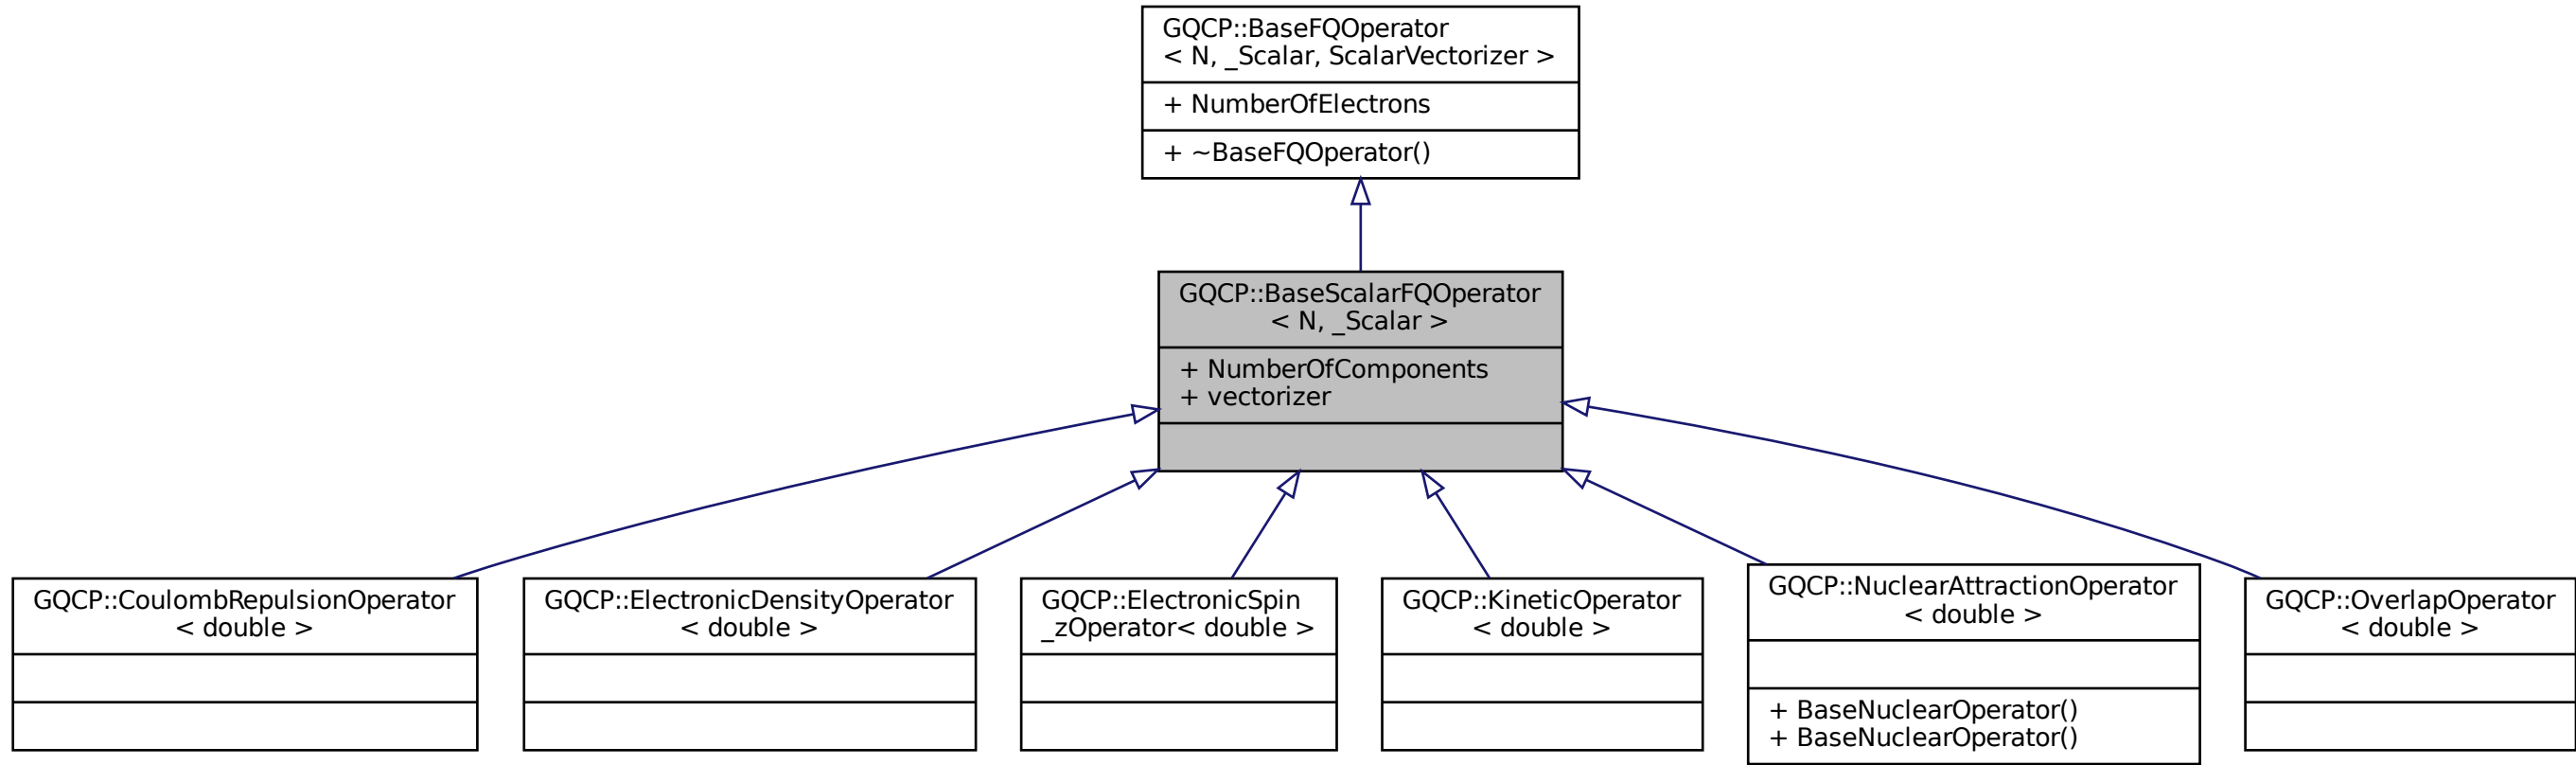 GQCP::BaseFQOperator
< N, _Scalar, ScalarVectorizer >
+ NumberOfElectrons
+ ~BaseFQOperator()
GQCP::BaseScalarFQOperator
< N, _Scalar >
+ NumberOfComponents
+ vectorizer
GQCP::CoulombRepulsionOperator
< double >
GQCP::ElectronicDensityOperator
< double >
GQCP::ElectronicSpin
_zOperator< double >
GQCP::KineticOperator
< double >
GQCP::NuclearAttractionOperator
< double >
+ BaseNuclearOperator()
+ BaseNuclearOperator()
GQCP::OverlapOperator
< double >